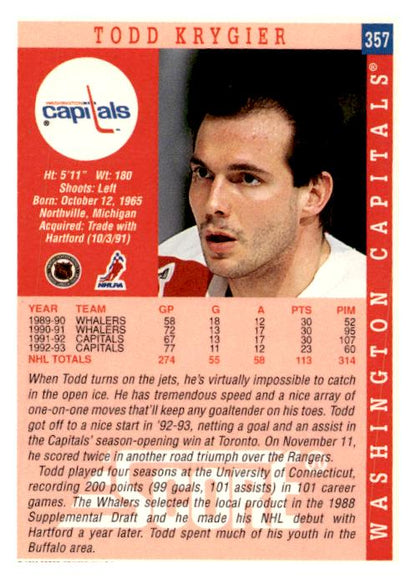 TODD KRYGIER
357
WASHINGTON CAPITALS®
WASHINGTON
capitals
®
Ht: 5'11" Wt: 180
Shoots: Left
Born: October 12, 1965
Northville, Michigan
Acquired: Trade with
Hartford (10/3/91)
NHLPA
YEAR TEAM GP G A PTS PIM
1989-90 WHALERS 58 18 12 30 52
1990-91 WHALERS 72 13 17 30 95
1991-92 CAPITALS 67 13 17 30 107
1992-93 CAPITALS 77 11 12 23 60
NHL TOTALS 274 55 58 113 314
When Todd turns on the jets, he's virtually impossible to catch
in the open ice. He has tremendous speed and a nice array of
one-on-one moves that'll keep any goaltender on his toes. Todd
got off to a nice start in '92-93, netting a goal and an assist in
the Capitals' season-opening win at Toronto. On November 11,
he scored twice in another road triumph over the Rangers.
Todd played four seasons at the University of Connecticut,
recording 200 points (99 goals, 101 assists) in 101 career
games. The Whalers selected the local product in the 1988
Supplemental Draft and he made his NHL debut with
Hartford a year later. Todd spent much of his youth in the
Buffalo area.
SCORE